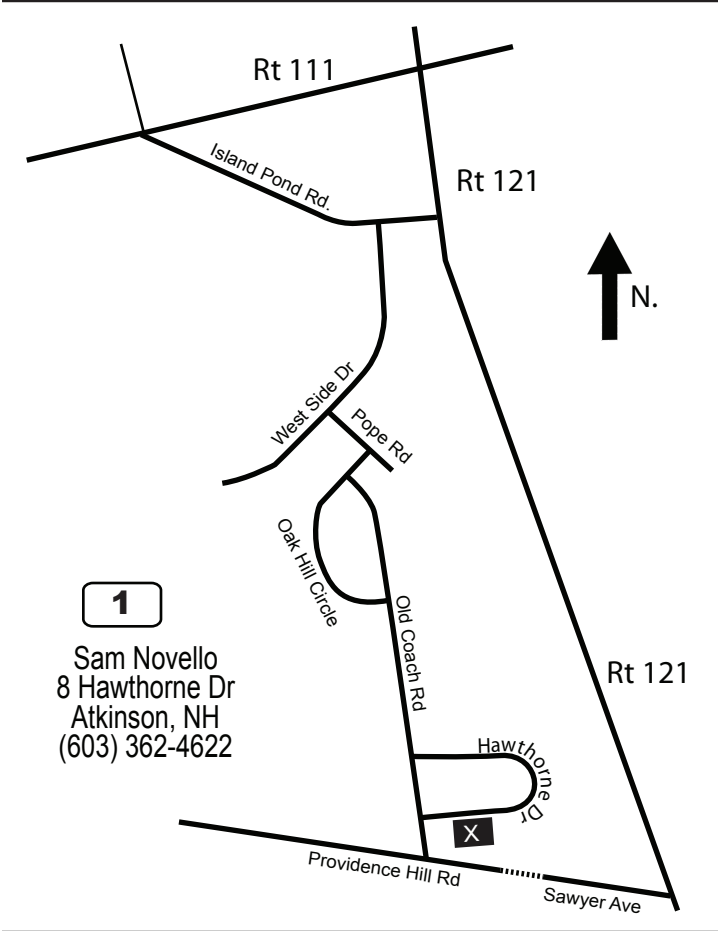 Rt 111
Island Pond Rd.
Rt 121
N.
West Side Dr
Pope Rd
Oak Hill Circle
Old Coach Rd
1
Sam Novello
8 Hawthorne Dr
Atkinson, NH
(603) 362-4622
Rt 121
Hawthorne Dr
X
Providence Hill Rd
Sawyer Ave